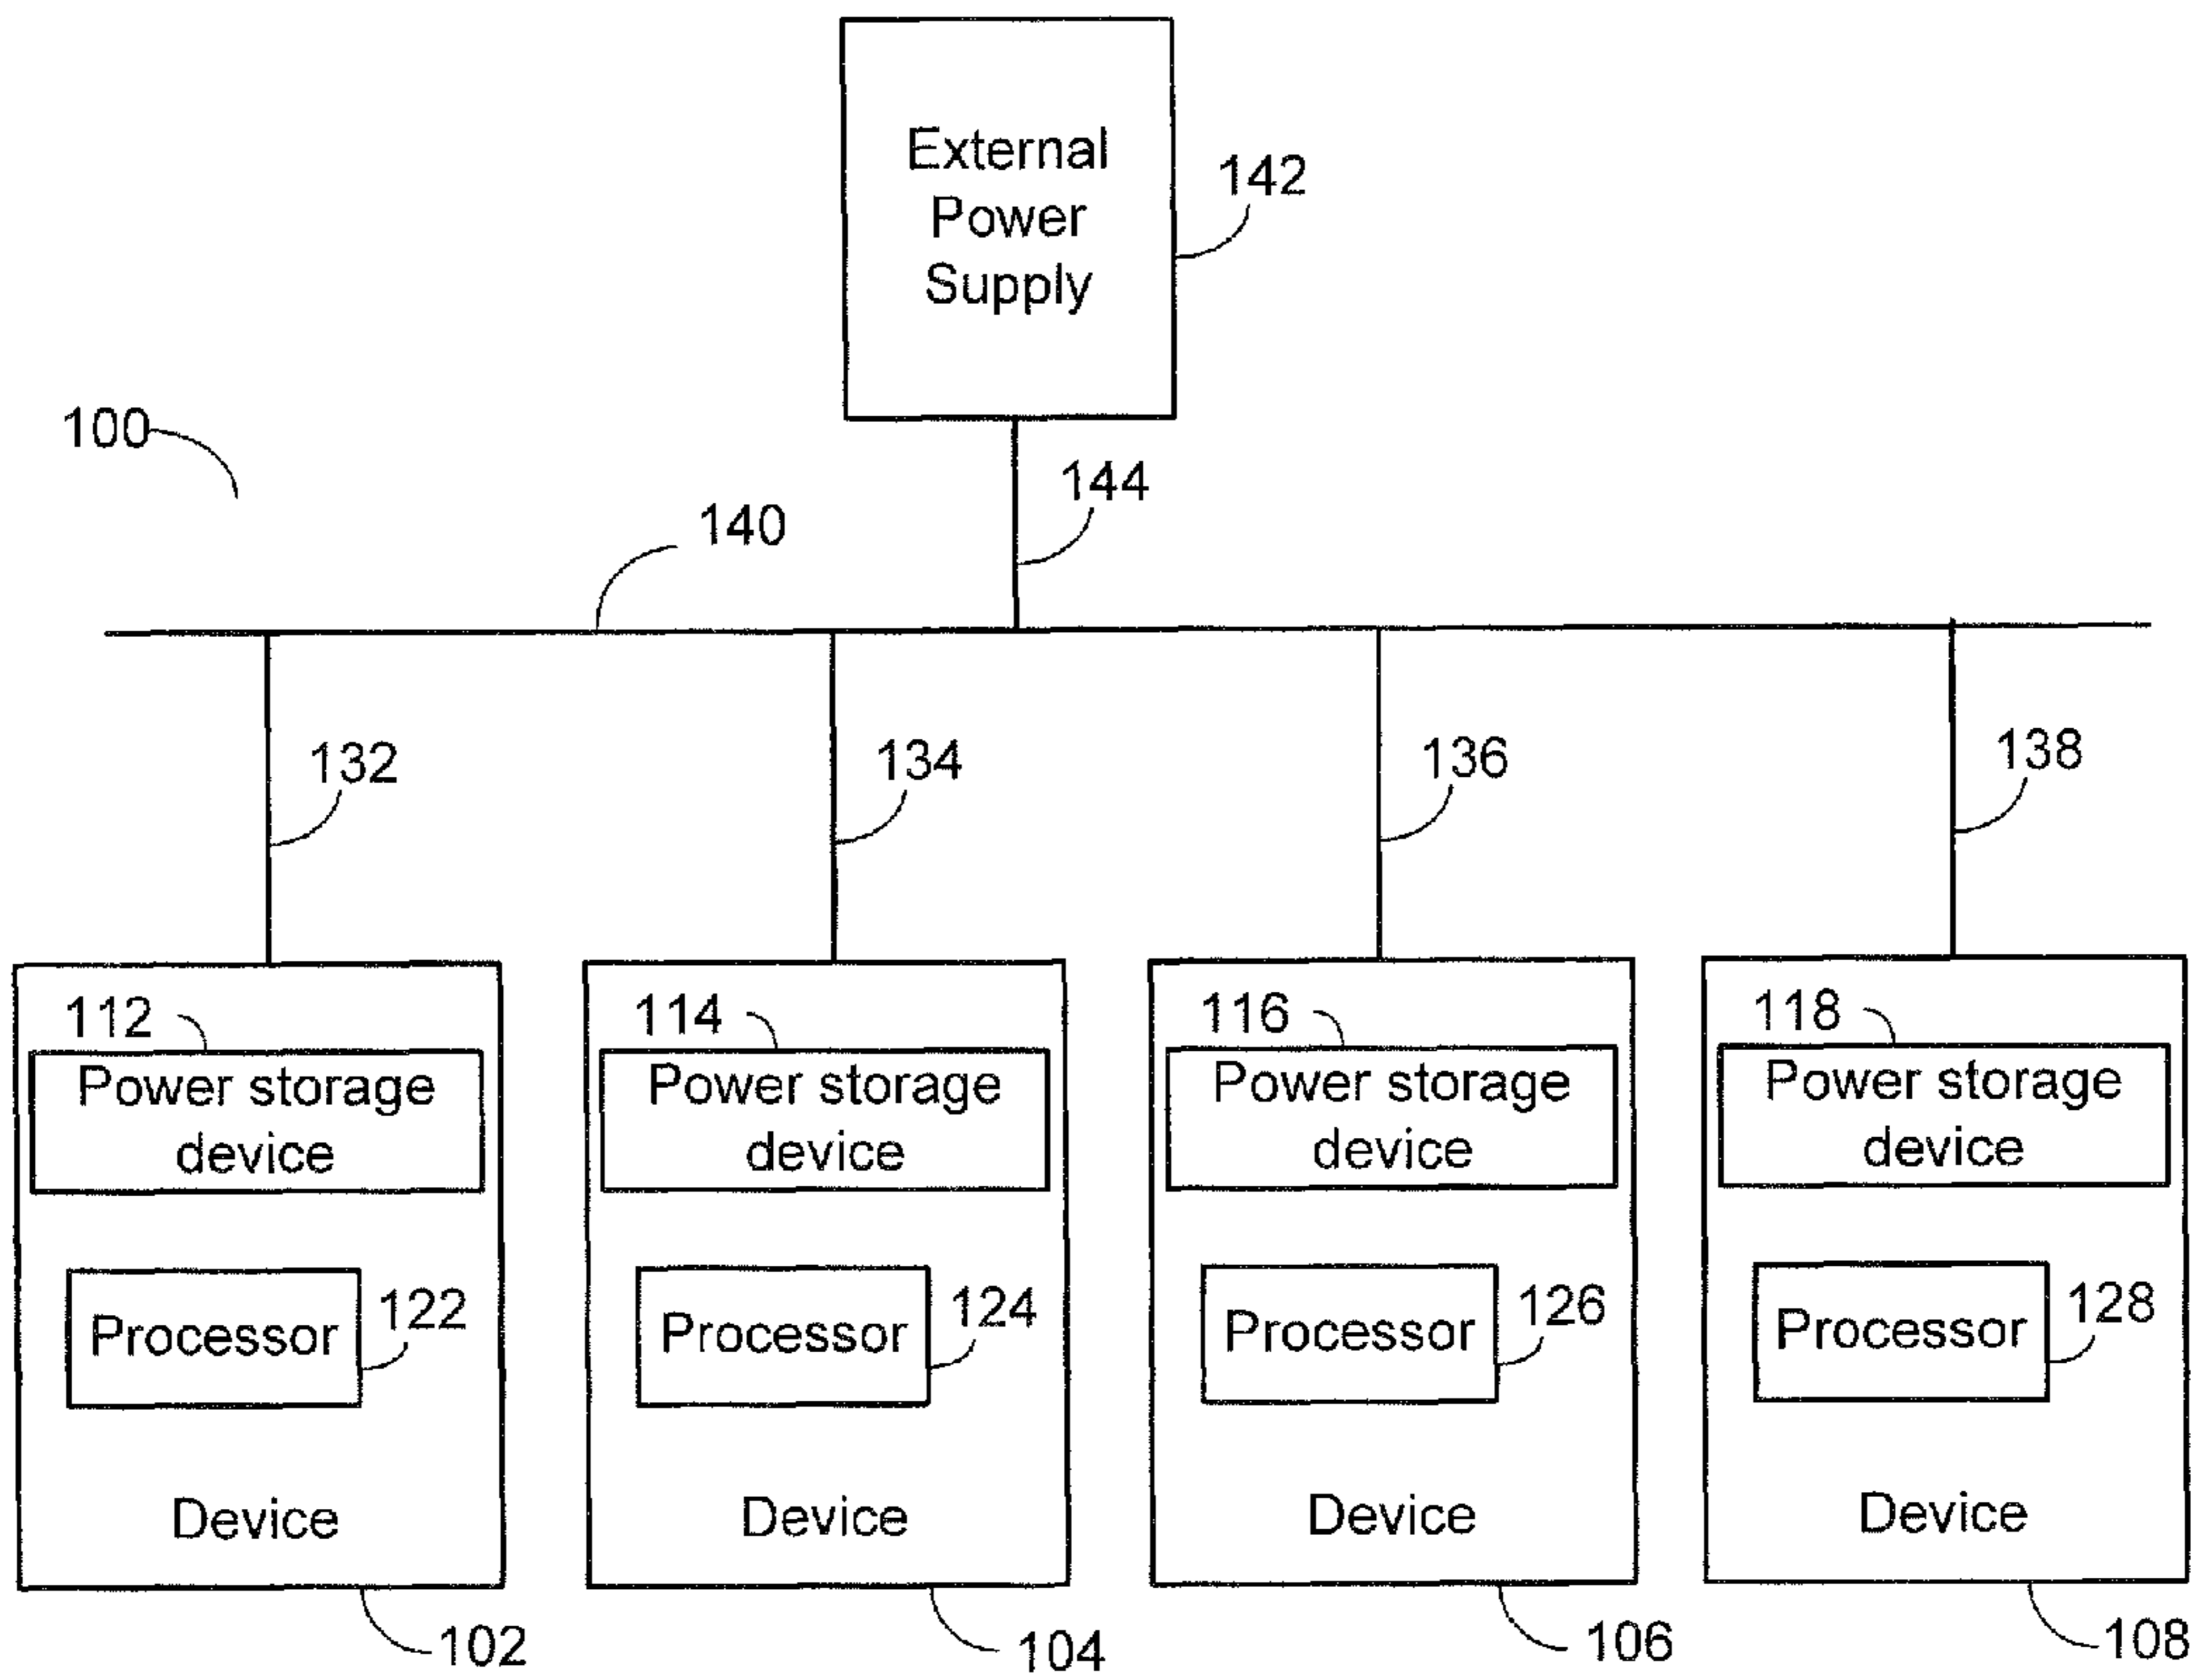 External
Power
Supply
142
100
144
140
132
134
136
138
112
114
116
118
Power storage
device
Power storage
device
Power storage
device
Power storage
device
Processor
122
Processor
124
Processor
126
Processor
128
Device
Device
Device
Device
102
104
106
108